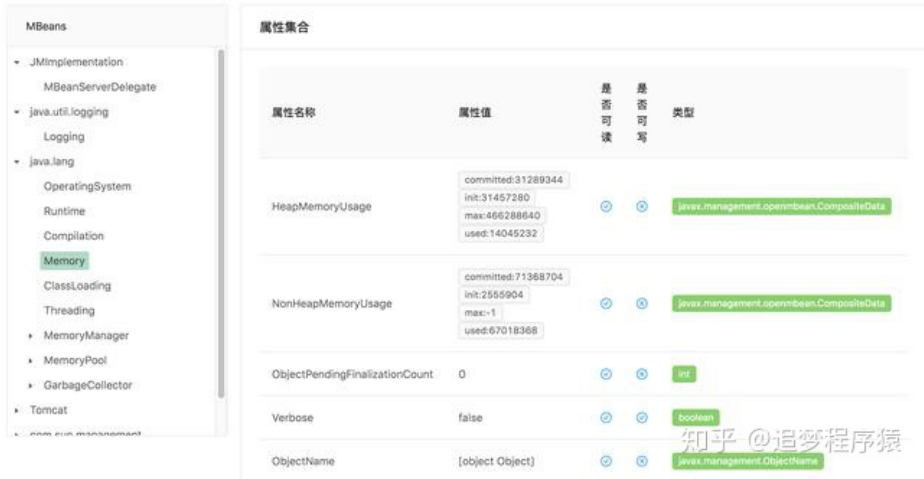 MBeans
JMImplementation
MBeanServerDelegate
java.util.logging
Logging
java.lang
OperatingSystem
Runtime
Compilation
Memory
ClassLoading
Threading
MemoryManager
MemoryPool
GarbageCollector
Tomcat
com.sun.management
属性集合
属性名称 属性值 是否可读 是否可写 类型
HeapMemoryUsage
committed:31289344
init:31457280
max:466288640
used:14045232
javax.management.openmbean.CompositeData
NonHeapMemoryUsage
committed:71368704
init:2555904
max:-1
used:67018368
javax.management.openmbean.CompositeData
ObjectPendingFinalizationCount 0 int
Verbose false boolean
ObjectName [object Object] javax.management.ObjectName
知乎 @追梦程序猿